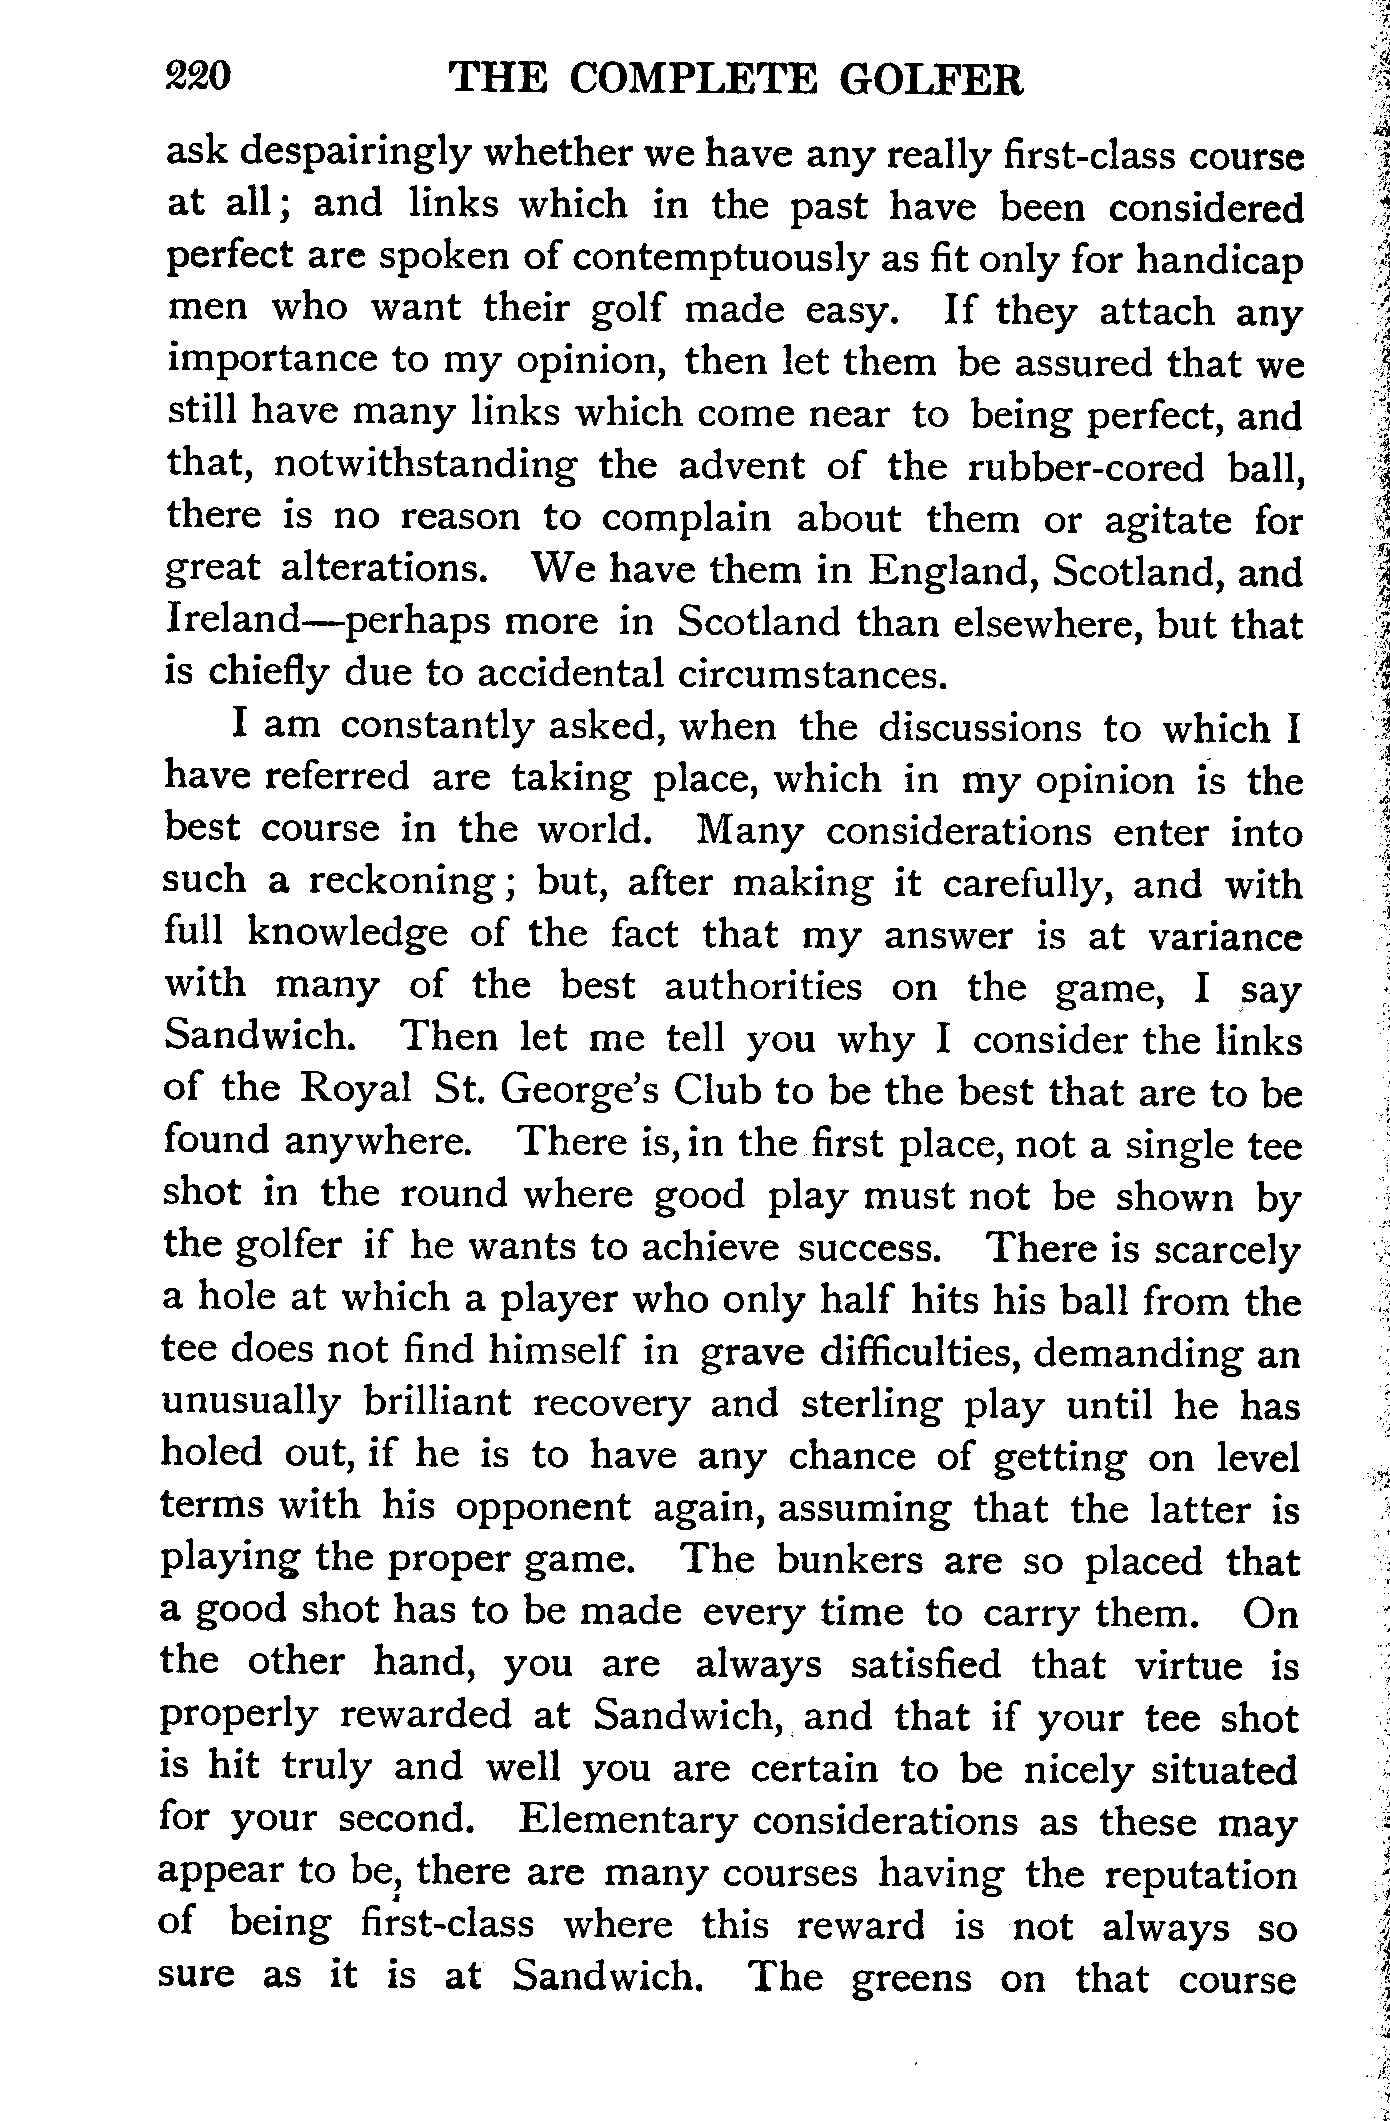 220 THE COMPLETE GOLFER
ask despairingly whether we have any really first-class course
at all; and links which in the past have been considered
perfect are spoken of contemptuously as fit only for handicap
men who want their golf made easy. If they attach any
importance to my opinion, then let them be assured that we
still have many links which come near to being perfect, and
that, notwithstanding the advent of the rubber-cored ball,
there is no reason to complain about them or agitate for
great alterations. We have them in England, Scotland, and
Ireland—perhaps more in Scotland than elsewhere, but that
is chiefly due to accidental circumstances.
I am constantly asked, when the discussions to which I
have referred are taking place, which in my opinion is the
best course in the world. Many considerations enter into
such a reckoning; but, after making it carefully, and with
full knowledge of the fact that my answer is at variance
with many of the best authorities on the game, I say
Sandwich. Then let me tell you why I consider the links
of the Royal St. George's Club to be the best that are to be
found anywhere. There is, in the first place, not a single tee
shot in the round where good play must not be shown by
the golfer if he wants to achieve success. There is scarcely
a hole at which a player who only half hits his ball from the
tee does not find himself in grave difficulties, demanding an
unusually brilliant recovery and sterling play until he has
holed out, if he is to have any chance of getting on level
terms with his opponent again, assuming that the latter is
playing the proper game. The bunkers are so placed that
a good shot has to be made every time to carry them. On
the other hand, you are always satisfied that virtue is
properly rewarded at Sandwich, and that if your tee shot
is hit truly and well you are certain to be nicely situated
for your second. Elementary considerations as these may
appear to be, there are many courses having the reputation
of being first-class where this reward is not always so
sure as it is at Sandwich. The greens on that course